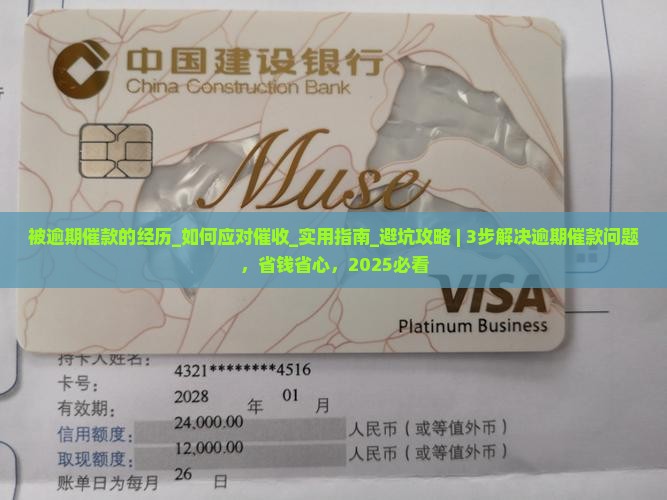 中国建设银行
China Construction Bank
Muse
被逾期催款的经历_如何应对催收_实用指南_避坑攻略 | 3步解决逾期催款问题
，省钱省心，2025必看
VISA
Platinum Business
持卡人姓名：
卡号： 4321********4516
有效期： 2028 年 01 月
信用额度： 24,000.00 人民币（或等值外币）
取现额度： 12,000.00 人民币（或等值外币）
账单日为每月 26 日